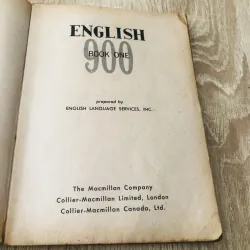 ENGLISH
900
BOOK ONE
prepared by
ENGLISH LANGUAGE SERVICES, INC.
The Macmillan Company
Collier-Macmillan Limited, London
Collier-Macmillan Canada, Ltd.